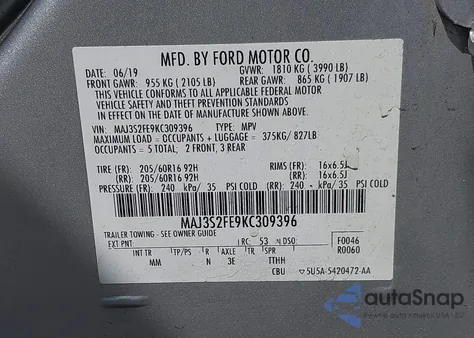 MFD. BY FORD MOTOR CO.
DATE: 06/19 GVWR: 1810 KG ( 3990 LB)
FRONT GAWR: 955 KG ( 2105 LB) REAR GAWR: 865 KG ( 1907 LB)
THIS VEHICLE CONFORMS TO ALL APPLICABLE FEDERAL MOTOR
VEHICLE SAFETY AND THEFT PREVENTION STANDARDS
IN EFFECT ON THE DATE OF MANUFACTURE SHOWN ABOVE.
VIN: MAJ3S2FE9KC309396 TYPE: MPV
MAXIMUM LOAD = OCCUPANTS + LUGGAGE = 375KG/ 827LB
OCCUPANTS = 5 TOTAL, 2 FRONT, 3 REAR
TIRE (FR): 205/60R16 92H RIMS (FR): 16x6.5J
(RR): 205/60R16 92H (RR): 16x6.5J
PRESSURE (FR): 240 kPa/ 35 PSI COLD (RR): 240 kPa/ 35 PSI COLD
MAJ3S2FE9KC309396
TRAILER TOWING - SEE OWNER GUIDE
EXT PNT: RC: 53 DSO: F0046
R0060
INT TR TP/PS R AXLE TR SPR
MM N 3E TTHH
CBU 5USA-5420472-AA
autoSnap